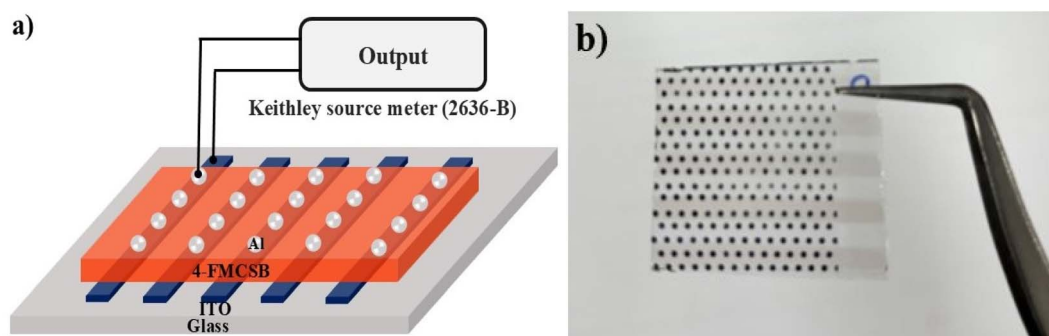 a)
Output
Keithley source meter (2636-B)
Al
4-FMCSB
ITO
Glass
b)